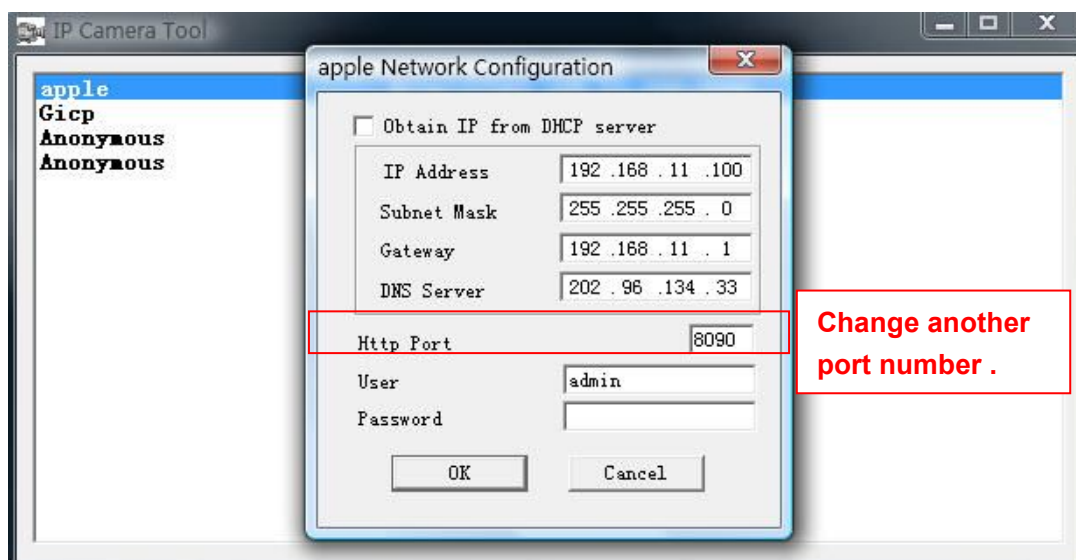 IP Camera Tool
apple
Gicp
Anonymous
Anonymous
apple Network Configuration
Obtain IP from DHCP server
IP Address 192 .168 . 11 .100
Subnet Mask 255 .255 .255 . 0
Gateway 192 .168 . 11 . 1
DNS Server 202 . 96 .134 . 33
Http Port 8090
User admin
Password
OK Cancel
Change another
port number .